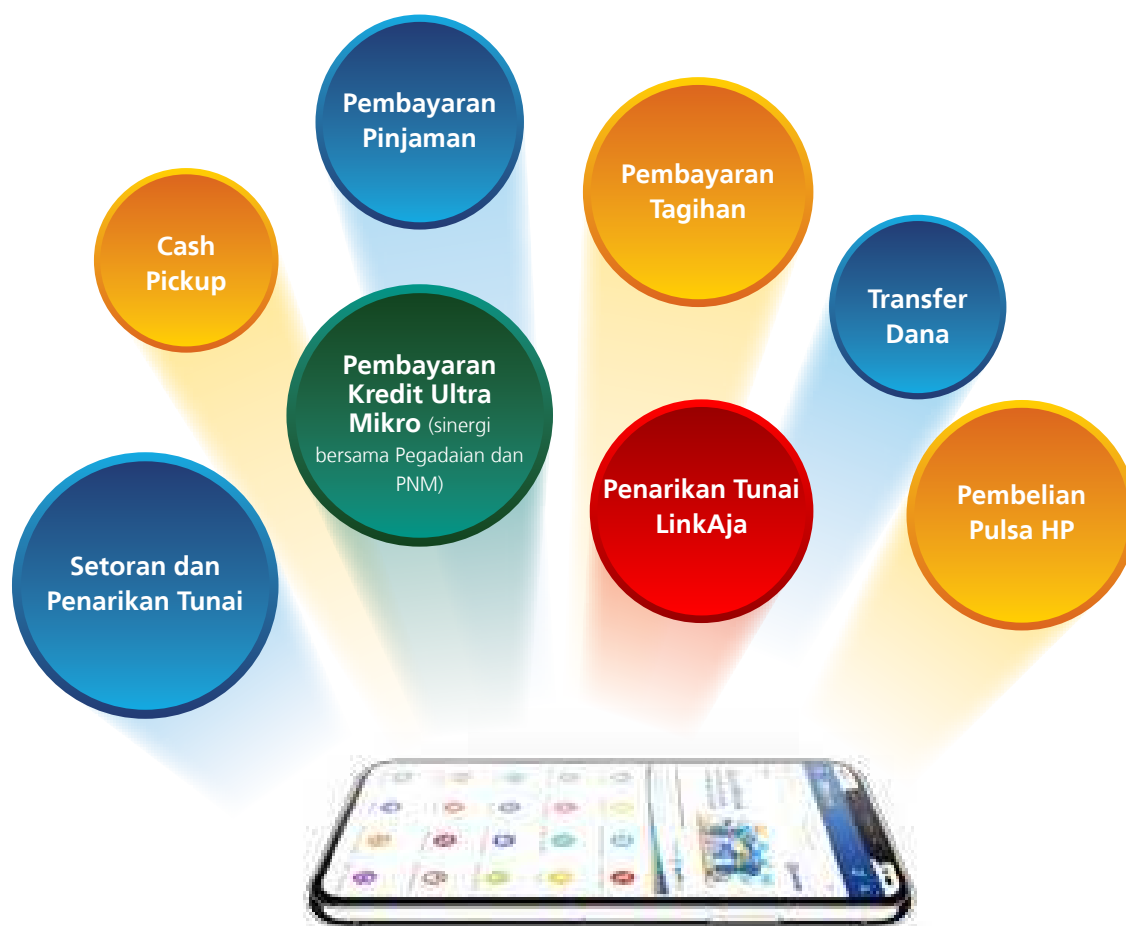 Pembayaran
Pinjaman
Pembayaran
Tagihan
Cash
Pickup
Transfer
Dana
Pembayaran
Kredit Ultra
Mikro (sinergi
bersama Pegadaian dan
PNM)
Penarikan Tunai
LinkAja
Pembelian
Pulsa HP
Setoran dan
Penarikan Tunai